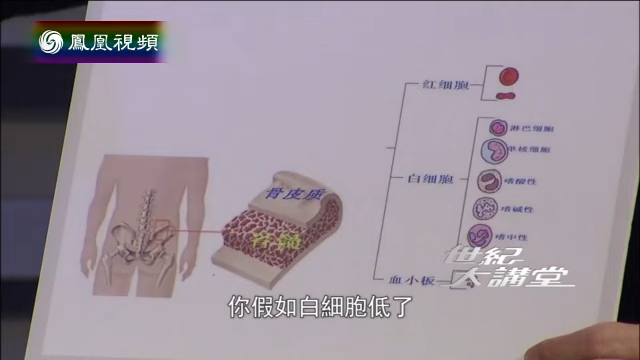 鳳凰視頻
红细胞
淋巴细胞
单核细胞
白细胞
嗜酸性
嗜碱性
骨皮质
骨髓
嗜中性
世紀
大講堂
血小板
你假如白細胞低了